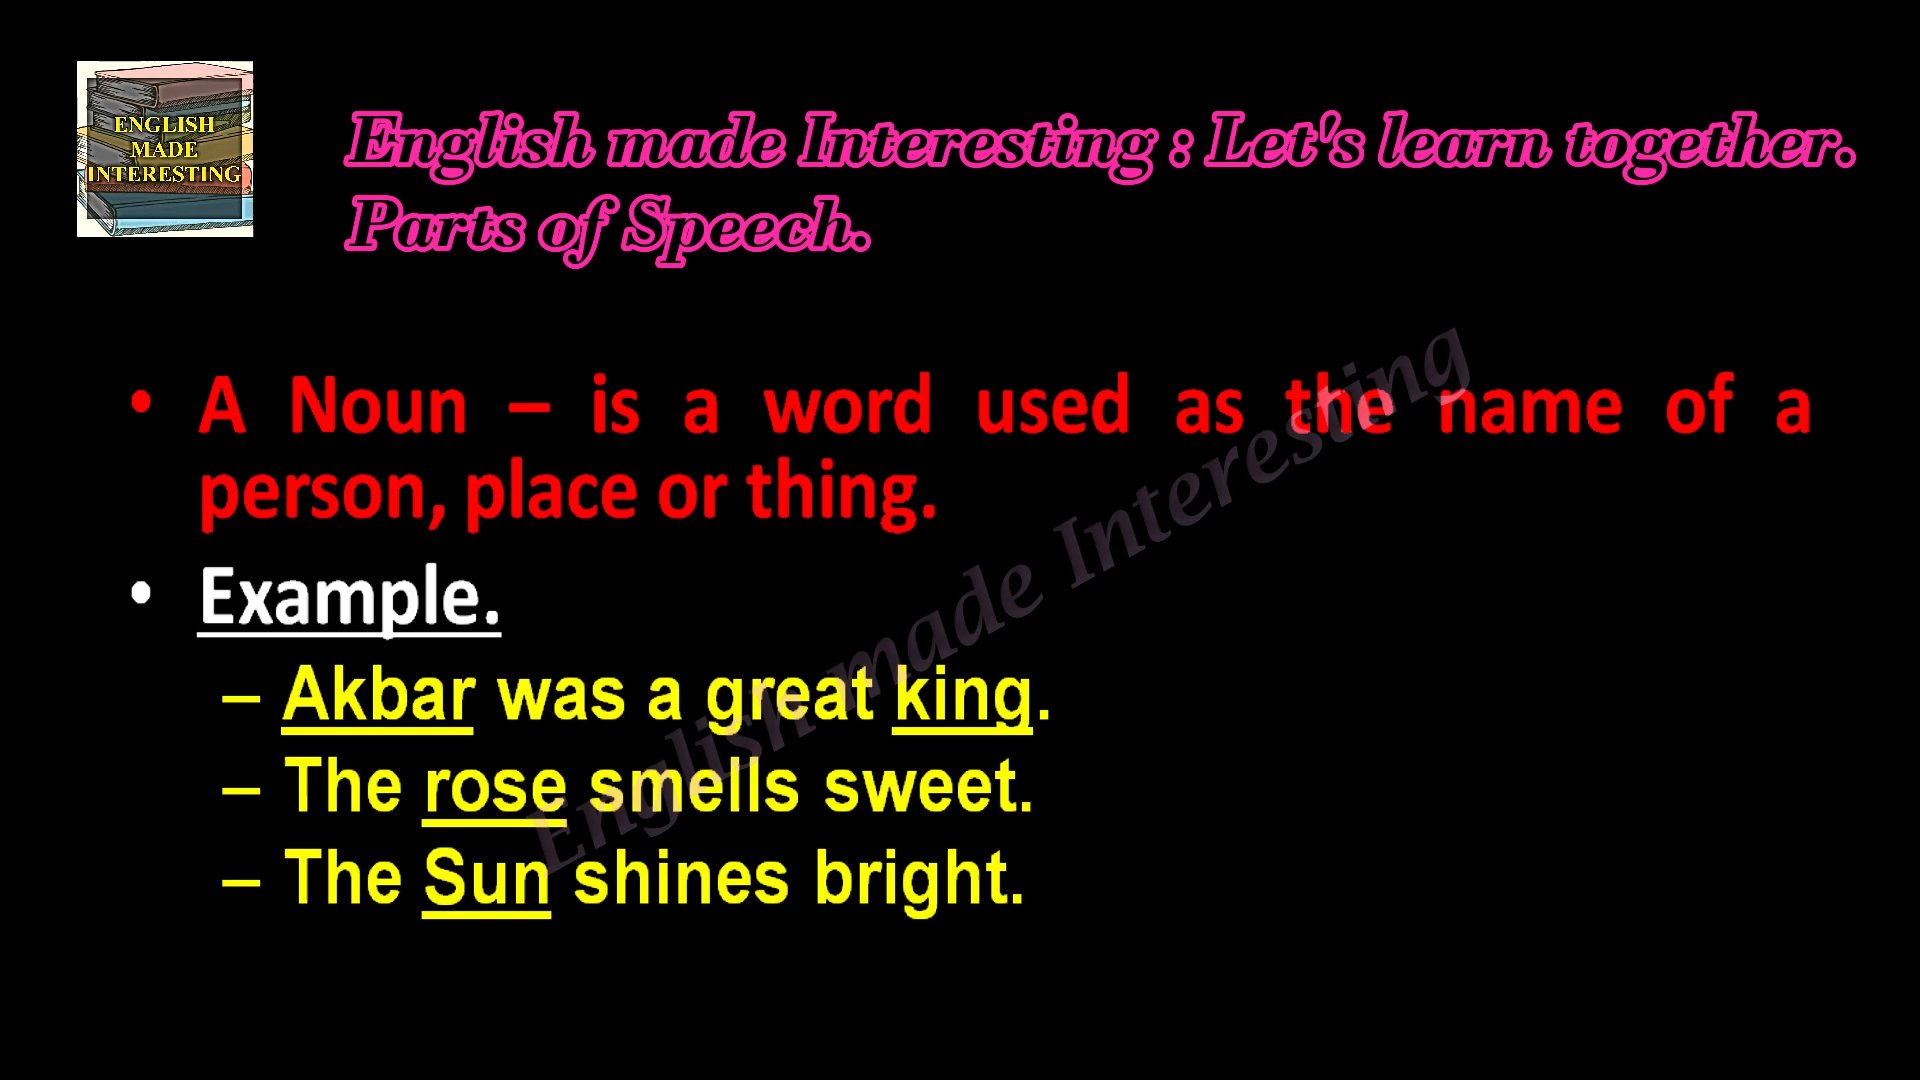 ENGLISH
MADE
INTERESTING
English made Interesting : Let's learn together.
Parts of Speech.
• A Noun – is a word used as the name of a
person, place or thing.
• Example.
– Akbar was a great king.
– The rose smells sweet.
– The Sun shines bright.
English made Interesting